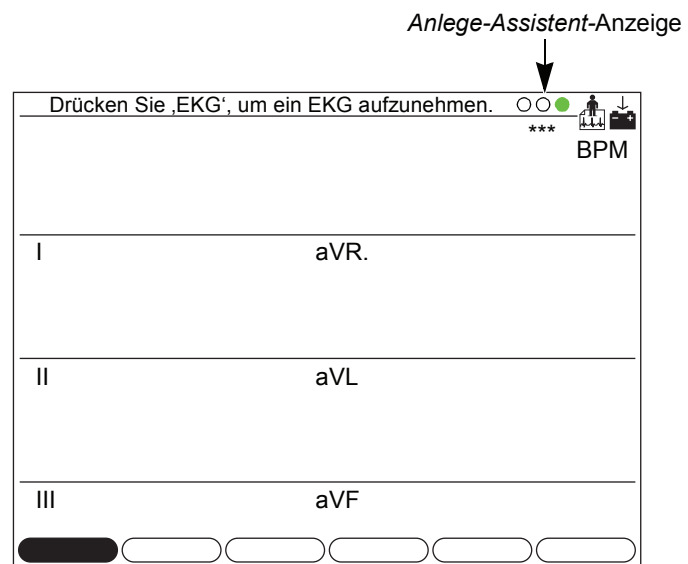 Anlege-Assistent-Anzeige
Drücken Sie ‚EKG‘, um ein EKG aufzunehmen.
***
BPM
I aVR.
II aVL
III aVF